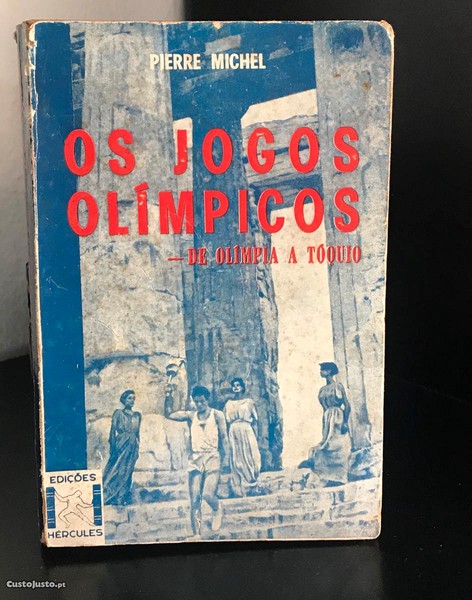 PIERRE MICHEL
OS JOGOS
OLÍMPICOS
—DE OLÍMPIA A TÓQUIO
EDIÇÕES
HÉRCULES
CustoJusto.pt